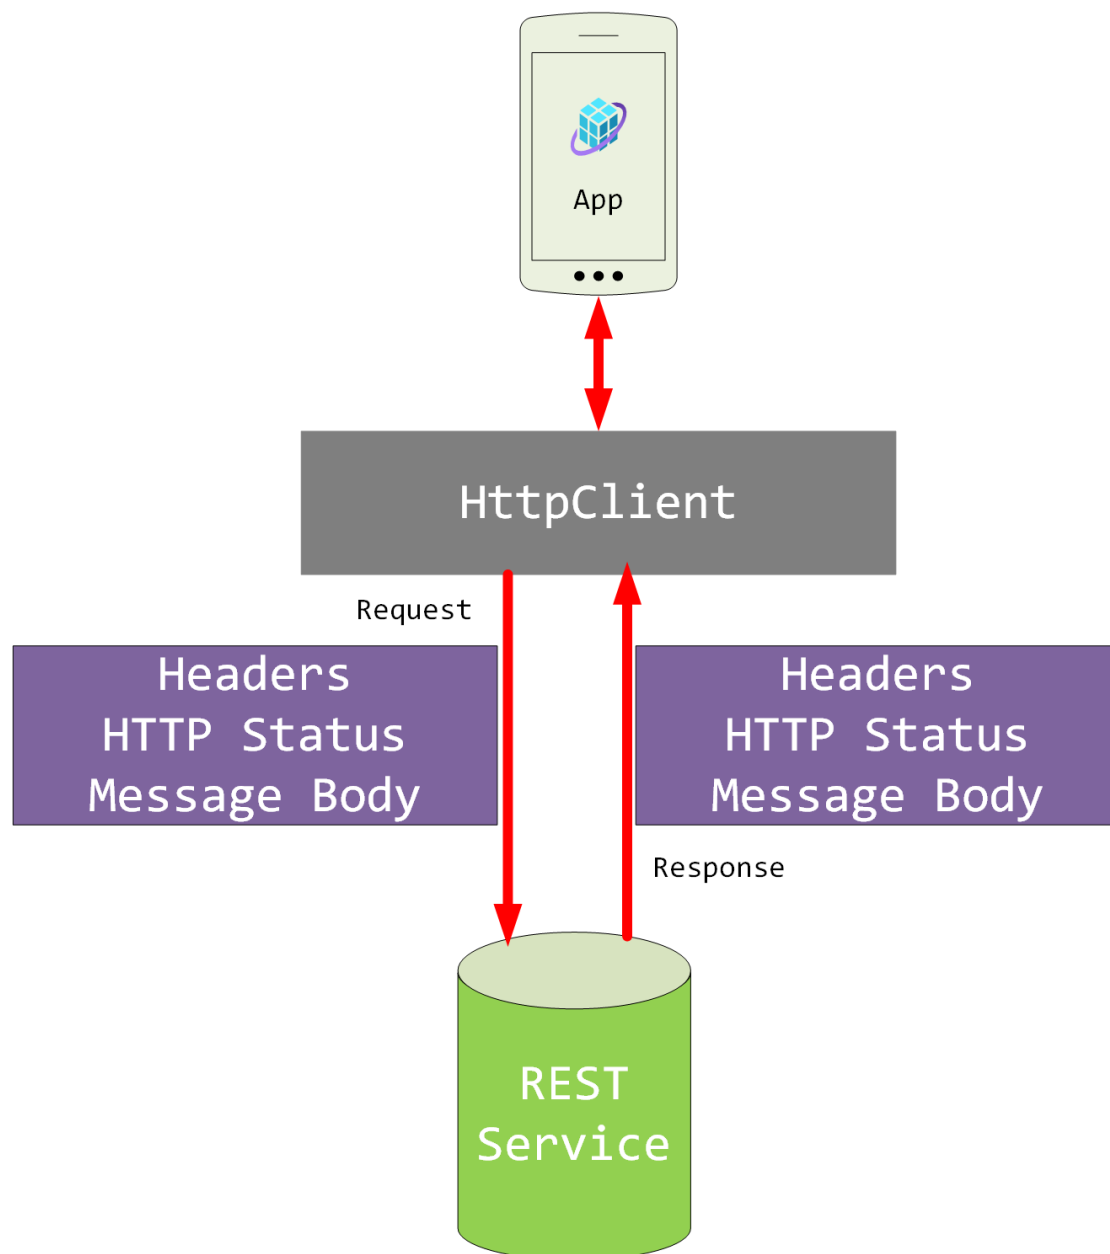 App
HttpClient
Request
Headers
HTTP Status
Message Body
Headers
HTTP Status
Message Body
Response
REST
Service